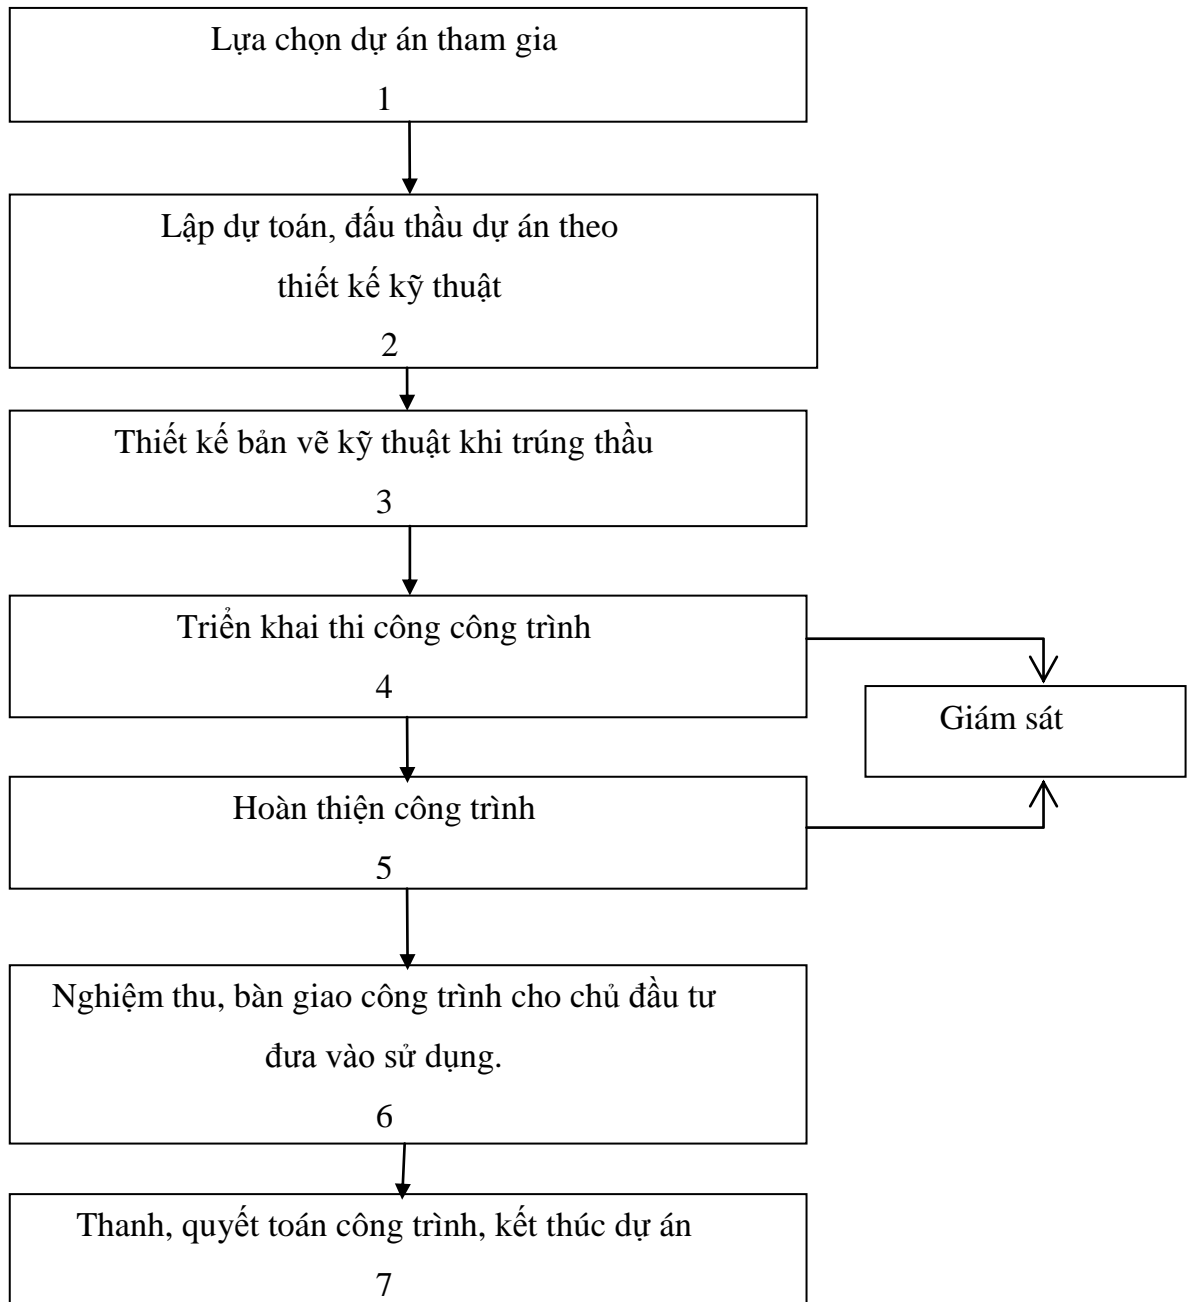 Lựa chọn dự án tham gia
1
Lập dự toán, đấu thầu dự án theo
thiết kế kỹ thuật
2
Thiết kế bản vẽ kỹ thuật khi trúng thầu
3
Triển khai thi công công trình
4
Giám sát
Hoàn thiện công trình
5
Nghiệm thu, bàn giao công trình cho chủ đầu tư
đưa vào sử dụng.
6
Thanh, quyết toán công trình, kết thúc dự án
7